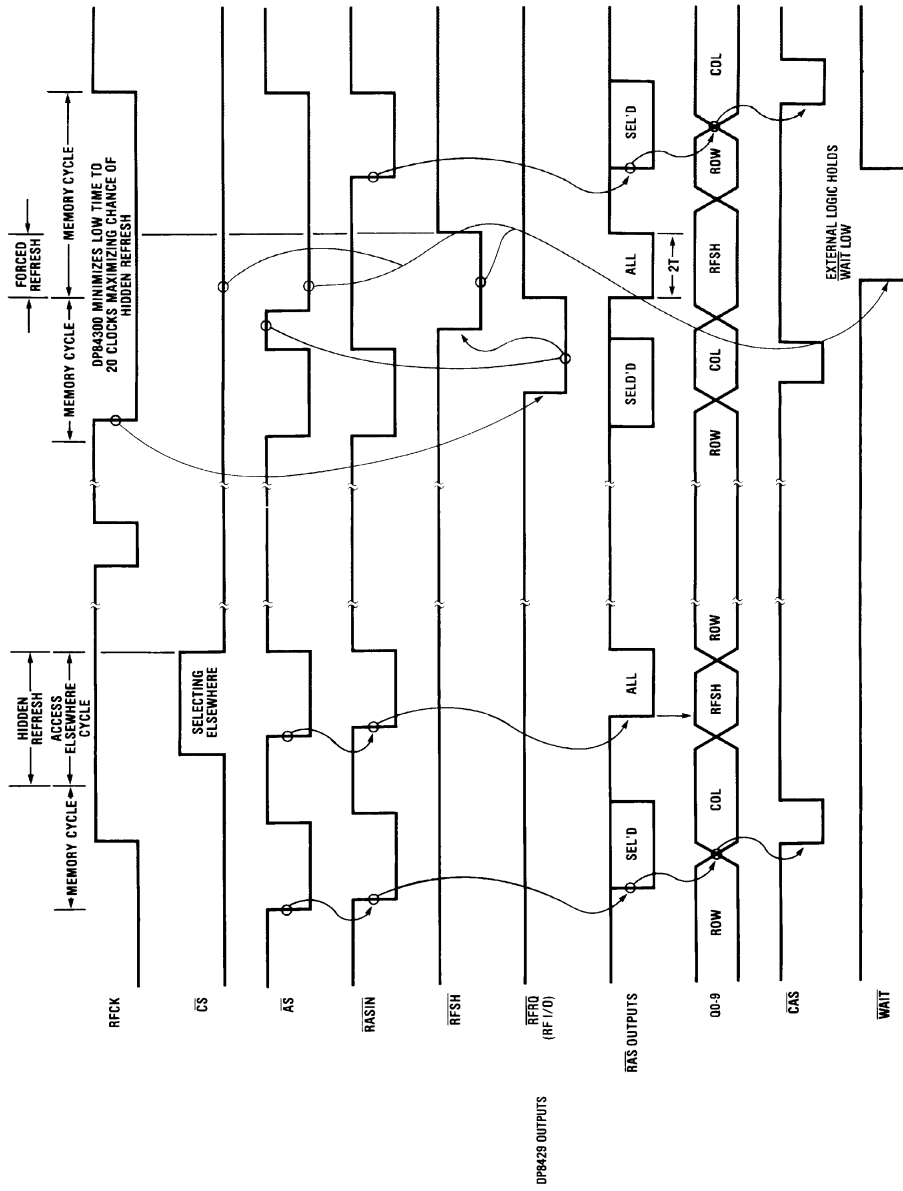 HIDDEN
REFRESH
FORCED
REFRESH
MEMORY CYCLE
ACCESS
ELSEWHERE
CYCLE
MEMORY CYCLE
MEMORY CYCLE
RFCK
DP84300 MINIMIZES LOW TIME TO
20 CLOCKS MAXIMIZING CHANCE OF
HIDDEN REFRESH
CS
SELECTING
ELSEWHERE
AS
RASIN
RFSH
DP8429 OUTPUTS
RFRQ
(RF I/O)
RAS OUTPUTS
SEL'D
ALL
SELD'D
ALL
SEL'D
2T
Q0-9
ROW
COL
RFSH
ROW
ROW
COL
RFSH
ROW
COL
CAS
EXTERNAL LOGIC HOLDS
WAIT LOW
WAIT